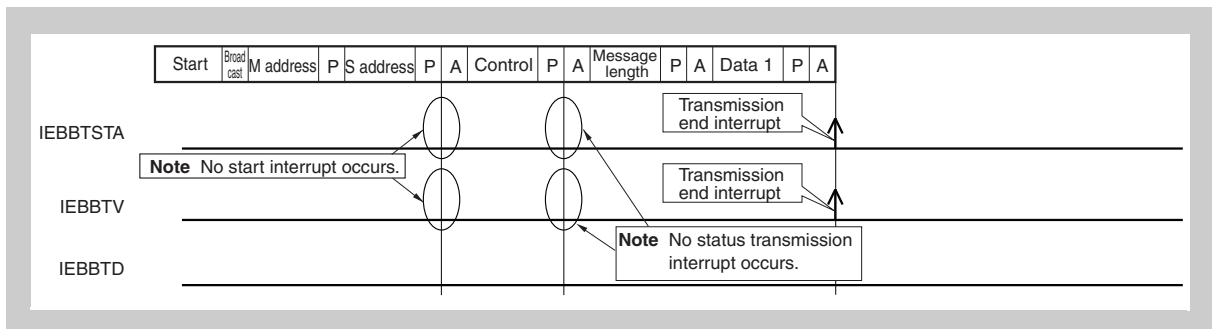 Start Broad cast M address P S address P A Control P A Message length P A Data 1 P A
Transmission
end interrupt
IEBBTSTA
Note No start interrupt occurs.
Transmission
end interrupt
IEBBTV
Note No status transmission
interrupt occurs.
IEBBTD